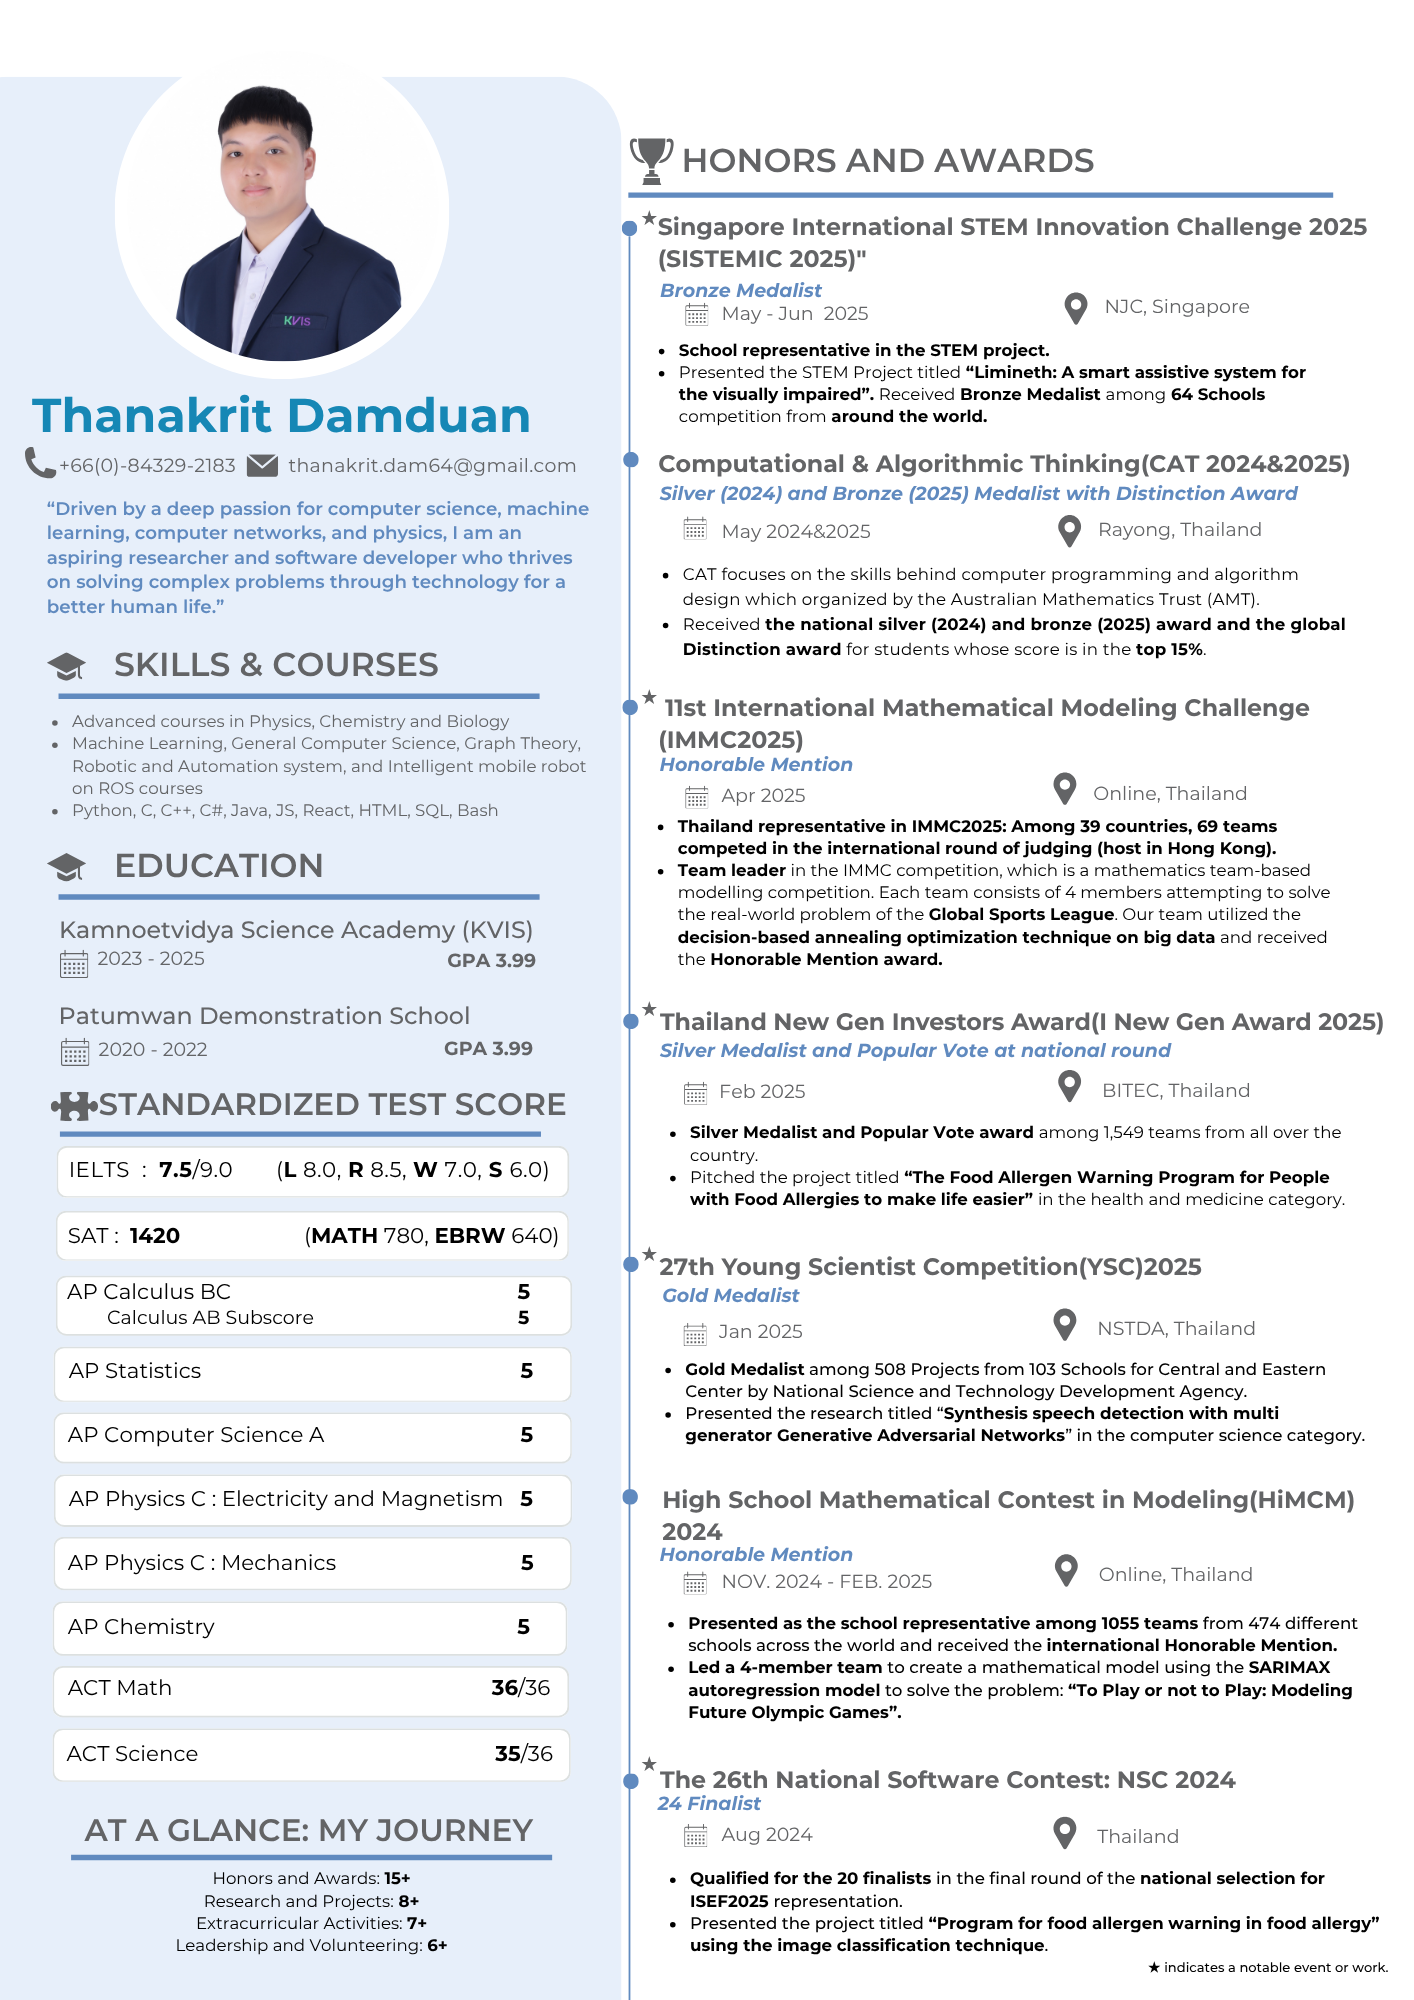 KVIS
Thanakrit Damduan
+66(0)-84329-2183 thanakrit.dam64@gmail.com
“Driven by a deep passion for computer science, machine
learning, computer networks, and physics, I am an
aspiring researcher and software developer who thrives
on solving complex problems through technology for a
better human life.”
SKILLS & COURSES
• Advanced courses in Physics, Chemistry and Biology
• Machine Learning, General Computer Science, Graph Theory,
Robotic and Automation system, and Intelligent mobile robot
on ROS courses
• Python, C, C++, C#, Java, JS, React, HTML, SQL, Bash
EDUCATION
Kamnoetvidya Science Academy (KVIS)
2023 - 2025 GPA 3.99
Patumwan Demonstration School
2020 - 2022 GPA 3.99
STANDARDIZED TEST SCORE
IELTS : 7.5/9.0 (L 8.0, R 8.5, W 7.0, S 6.0)
SAT : 1420 (MATH 780, EBRW 640)
AP Calculus BC 5
Calculus AB Subscore 5
AP Statistics 5
AP Computer Science A 5
AP Physics C : Electricity and Magnetism 5
AP Physics C : Mechanics 5
AP Chemistry 5
ACT Math 36/36
ACT Science 35/36
AT A GLANCE: MY JOURNEY
Honors and Awards: 15+
Research and Projects: 8+
Extracurricular Activities: 7+
Leadership and Volunteering: 6+
HONORS AND AWARDS
★Singapore International STEM Innovation Challenge 2025
(SISTEMIC 2025)"
Bronze Medalist
May - Jun 2025 NJC, Singapore
• School representative in the STEM project.
• Presented the STEM Project titled “Limineth: A smart assistive system for
the visually impaired”. Received Bronze Medalist among 64 Schools
competition from around the world.
Computational & Algorithmic Thinking(CAT 2024&2025)
Silver (2024) and Bronze (2025) Medalist with Distinction Award
May 2024&2025 Rayong, Thailand
• CAT focuses on the skills behind computer programming and algorithm
design which organized by the Australian Mathematics Trust (AMT).
• Received the national silver (2024) and bronze (2025) award and the global
Distinction award for students whose score is in the top 15%.
★ 11st International Mathematical Modeling Challenge
(IMMC2025)
Honorable Mention
Apr 2025 Online, Thailand
• Thailand representative in IMMC2025: Among 39 countries, 69 teams
competed in the international round of judging (host in Hong Kong).
• Team leader in the IMMC competition, which is a mathematics team-based
modelling competition. Each team consists of 4 members attempting to solve
the real-world problem of the Global Sports League. Our team utilized the
decision-based annealing optimization technique on big data and received
the Honorable Mention award.
★Thailand New Gen Investors Award(I New Gen Award 2025)
Silver Medalist and Popular Vote at national round
Feb 2025 BITEC, Thailand
• Silver Medalist and Popular Vote award among 1,549 teams from all over the
country.
• Pitched the project titled “The Food Allergen Warning Program for People
with Food Allergies to make life easier” in the health and medicine category.
★27th Young Scientist Competition(YSC)2025
Gold Medalist
Jan 2025 NSTDA, Thailand
• Gold Medalist among 508 Projects from 103 Schools for Central and Eastern
Center by National Science and Technology Development Agency.
• Presented the research titled “Synthesis speech detection with multi
generator Generative Adversarial Networks” in the computer science category.
High School Mathematical Contest in Modeling(HiMCM)
2024
Honorable Mention
NOV. 2024 - FEB. 2025 Online, Thailand
• Presented as the school representative among 1055 teams from 474 different
schools across the world and received the international Honorable Mention.
• Led a 4-member team to create a mathematical model using the SARIMAX
autoregression model to solve the problem: “To Play or not to Play: Modeling
Future Olympic Games”.
★The 26th National Software Contest: NSC 2024
24 Finalist
Aug 2024 Thailand
• Qualified for the 20 finalists in the final round of the national selection for
ISEF2025 representation.
• Presented the project titled “Program for food allergen warning in food allergy”
using the image classification technique.
★ indicates a notable event or work.